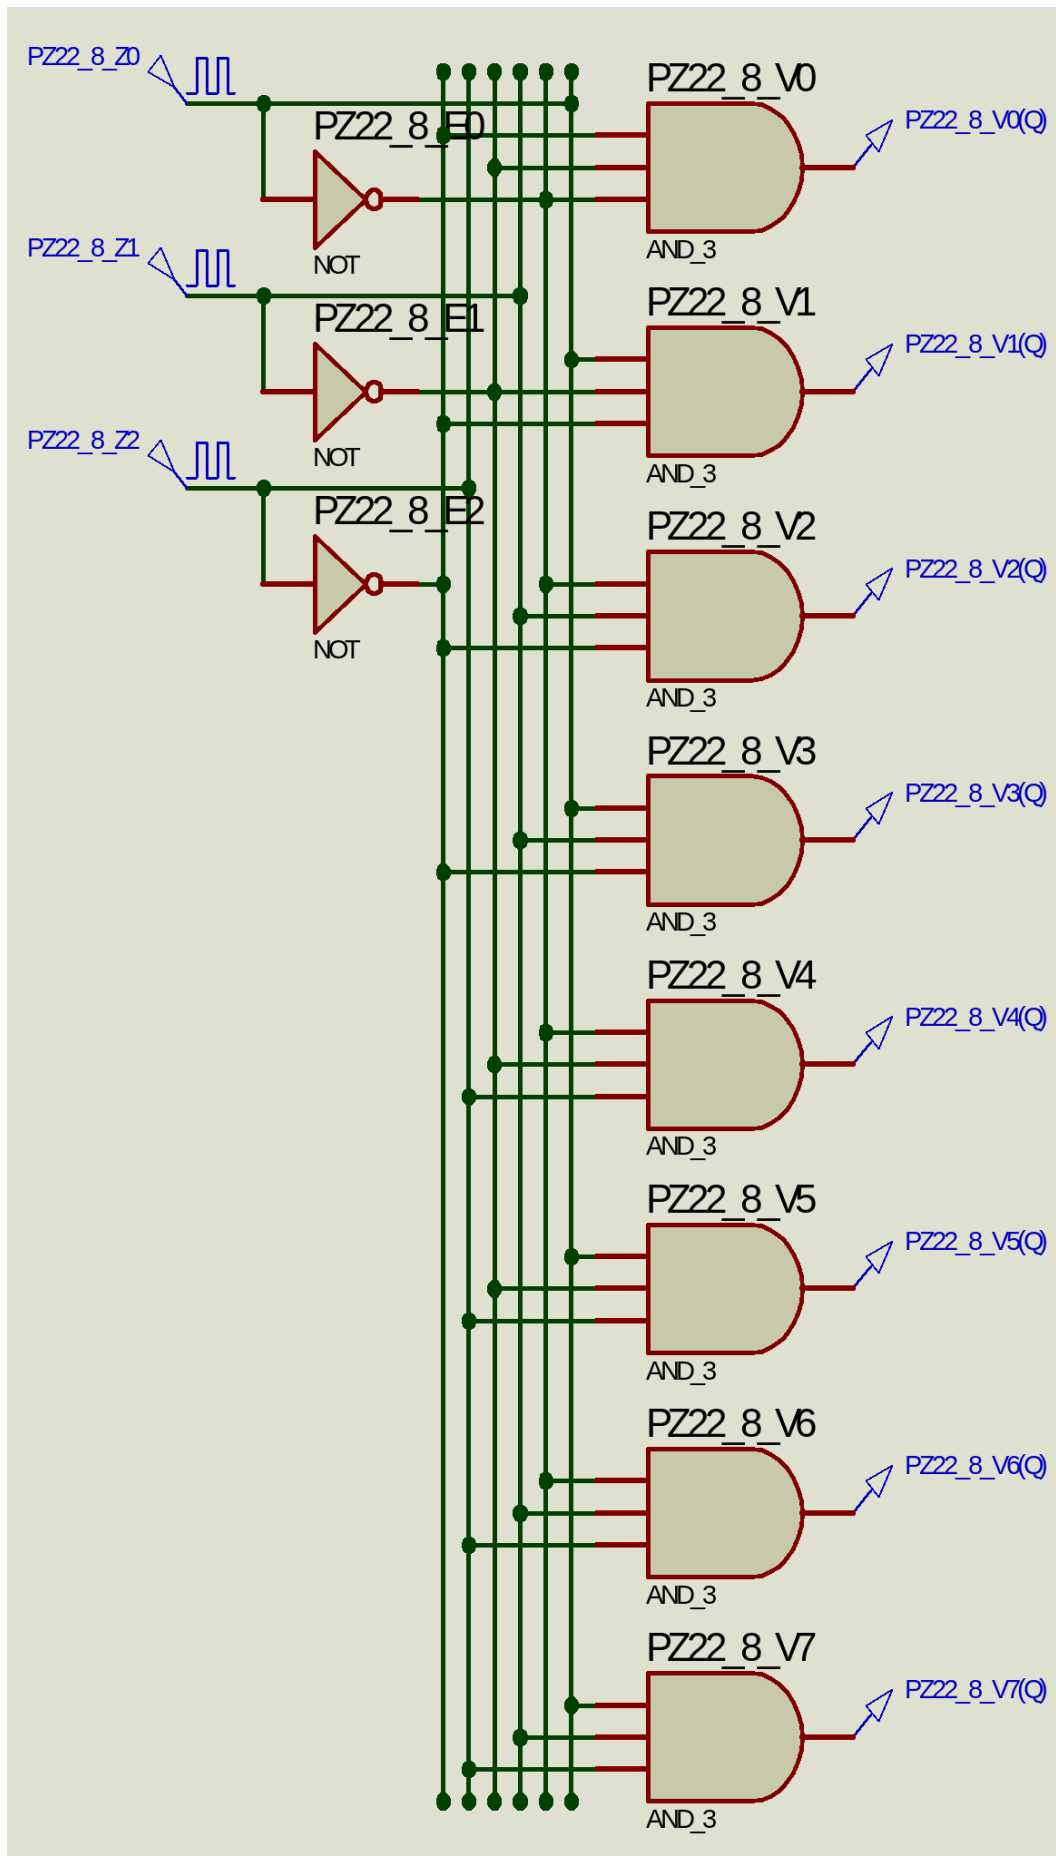 PZ22_8_Z0
PZ22_8_V0
PZ22_8_V0(Q)
PZ22_8_E0
NOT
AND_3
PZ22_8_Z1
PZ22_8_V1
PZ22_8_V1(Q)
PZ22_8_E1
NOT
AND_3
PZ22_8_Z2
PZ22_8_V2
PZ22_8_V2(Q)
PZ22_8_E2
NOT
AND_3
PZ22_8_V3
PZ22_8_V3(Q)
AND_3
PZ22_8_V4
PZ22_8_V4(Q)
AND_3
PZ22_8_V5
PZ22_8_V5(Q)
AND_3
PZ22_8_V6
PZ22_8_V6(Q)
AND_3
PZ22_8_V7
PZ22_8_V7(Q)
AND_3